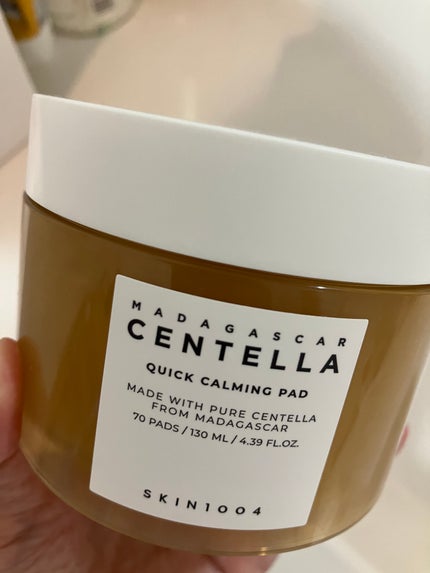 MADAGASCAR
CENTELLA
QUICK CALMING PAD
MADE WITH PURE CENTELLA
FROM MADAGASCAR
70 PADS / 130 ML / 4.39 FL.OZ.
SKIN1004